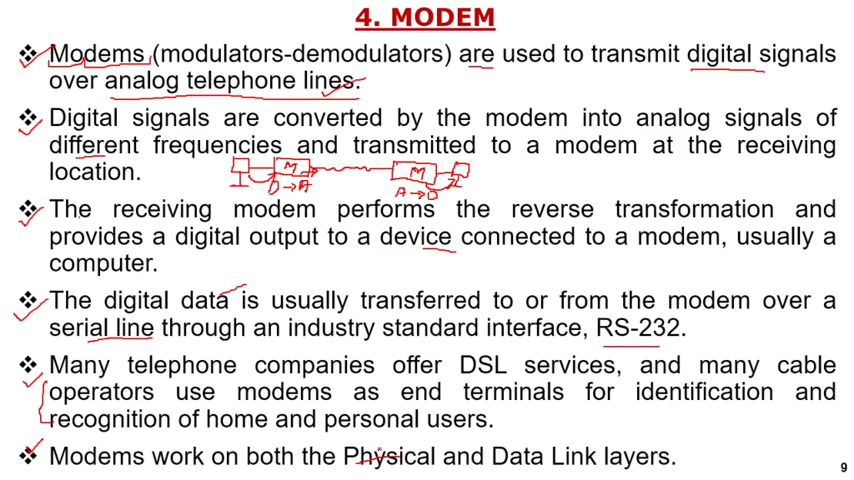 4. MODEM
❖ Modems (modulators-demodulators) are used to transmit digital signals
over analog telephone lines.
❖ Digital signals are converted by the modem into analog signals of
different frequencies and transmitted to a modem at the receiving
location.
M M
D→A A→D
❖ The receiving modem performs the reverse transformation and
provides a digital output to a device connected to a modem, usually a
computer.
❖ The digital data is usually transferred to or from the modem over a
serial line through an industry standard interface, RS-232.
❖ Many telephone companies offer DSL services, and many cable
operators use modems as end terminals for identification and
recognition of home and personal users.
❖ Modems work on both the Physical and Data Link layers.
9